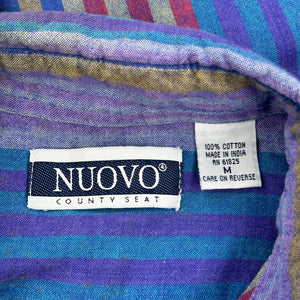 NUOVO®
COUNTY SEAT
100% COTTON
MADE IN INDIA
RN 61825
M
CARE ON REVERSE